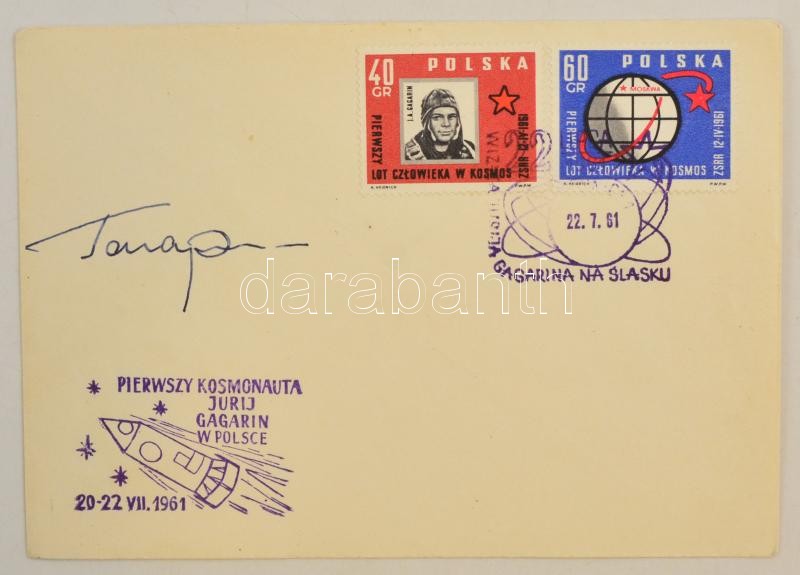 POLSKA
40 GR
J. A. GAGARIN
PIERWSZY
LOT CZŁOWIEKA W KOSMOS
ZSRR 12·IV·1961
A. HEIDRICH
P.W.P.W.
POLSKA
60 GR
MOSKWA
PIERWSZY
LOT CZŁOWIEKA W KOSMOS
ZSRR 12·IV·1961
A. HEIDRICH
P.W.P.W.
22. 7. 61
GAGARINA NA ŚLĄSKU
Гагарин
darabanth
PIERWSZY KOSMONAUTA
JURIJ
GAGARIN
W POLSCE
20-22 VII. 1961